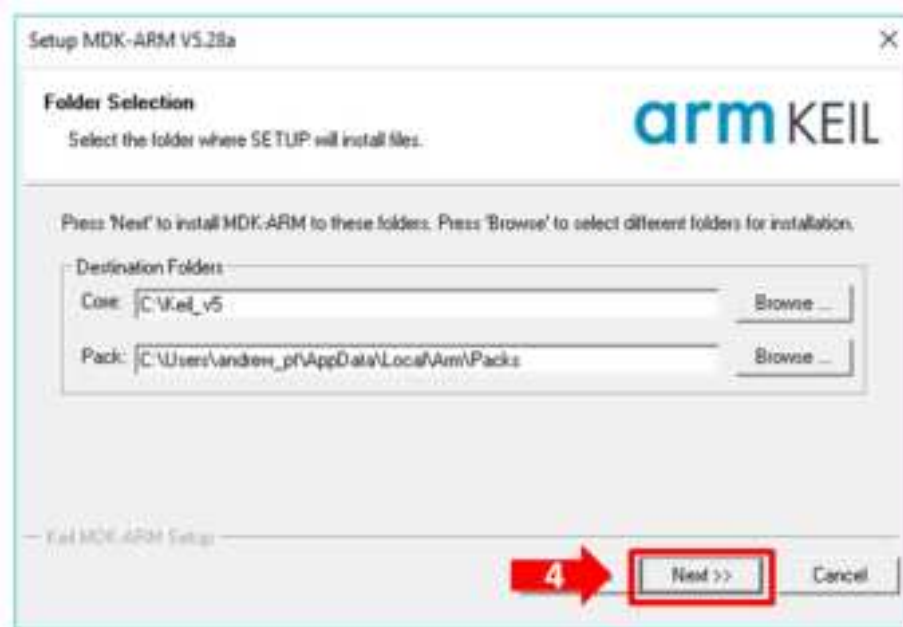 Setup MDK-ARM V5.28a
Folder Selection
Select the folder where SETUP will install files.
arm KEIL
Press 'Next' to install MDK-ARM to these folders. Press 'Browse' to select different folders for installation.
Destination Folders
Core: C:\Keil_v5 Browse ...
Pack: C:\Users\andrew_pf\AppData\Local\Arm\Packs Browse ...
Keil MDK-ARM Setup
4 Next >> Cancel